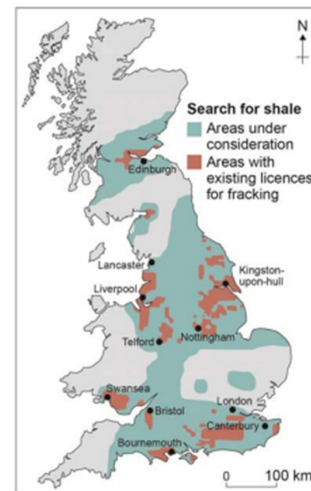 N
Search for shale
Areas under
consideration
Areas with
existing licences
for fracking
Edinburgh
Lancaster
Liverpool
Kingston-
upon-hull
Telford
Nottingham
Swansea
Bristol
London
Canterbury
Bournemouth
0 100 km